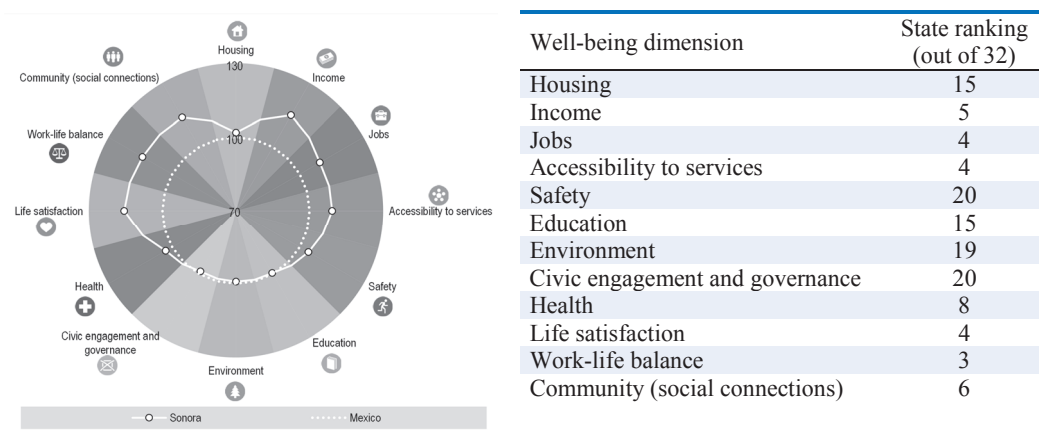 Housing
130
Community (social connections)
Income
Work-life balance
Jobs
100
Life satisfaction
70
Accessibility to services
Health
Safety
Civic engagement and
governance
Education
Environment
Sonora
Mexico
Well-being dimension
State ranking
(out of 32)
Housing 15
Income 5
Jobs 4
Accessibility to services 4
Safety 20
Education 15
Environment 19
Civic engagement and governance 20
Health 8
Life satisfaction 4
Work-life balance 3
Community (social connections) 6